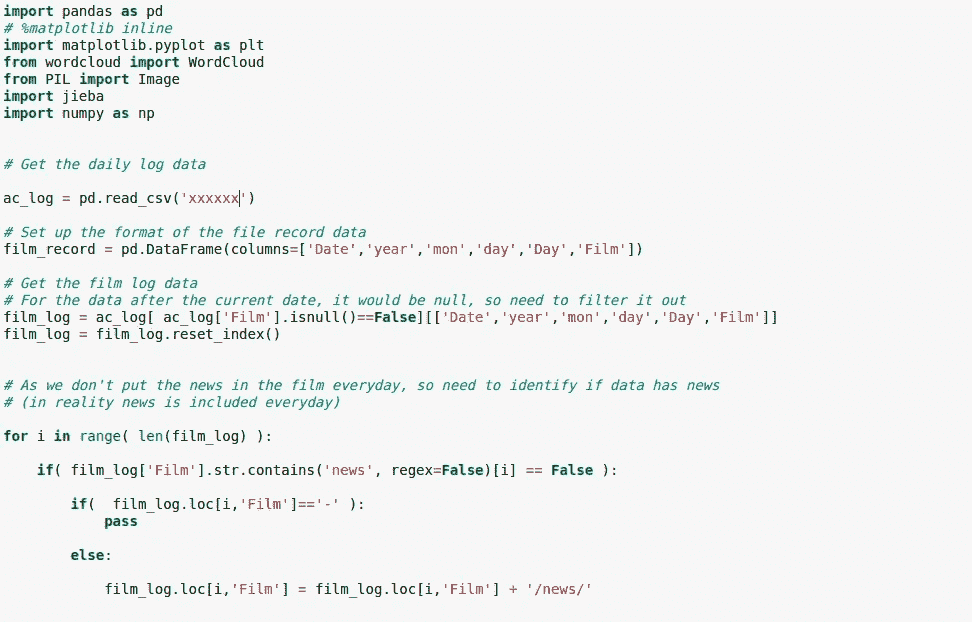 import pandas as pd
# %matplotlib inline
import matplotlib.pyplot as plt
from wordcloud import WordCloud
from PIL import Image
import jieba
import numpy as np
# Get the daily log data
ac_log = pd.read_csv('xxxxxx')
# Set up the format of the file record data
film_record = pd.DataFrame(columns=['Date','year','mon','day','Day','Film'])
# Get the film log data
# For the data after the current date, it would be null, so need to filter it out
film_log = ac_log[ ac_log['Film'].isnull()==False][['Date','year','mon','day','Day','Film']]
film_log = film_log.reset_index()
# As we don't put the news in the film everyday, so need to identify if data has news
# (in reality news is included everyday)
for i in range( len(film_log) ):
    if( film_log['Film'].str.contains('news', regex=False)[i] == False ):
        if(  film_log.loc[i,'Film']=='-' ):
            pass
        else:
            film_log.loc[i,'Film'] = film_log.loc[i,'Film'] + '/news/'